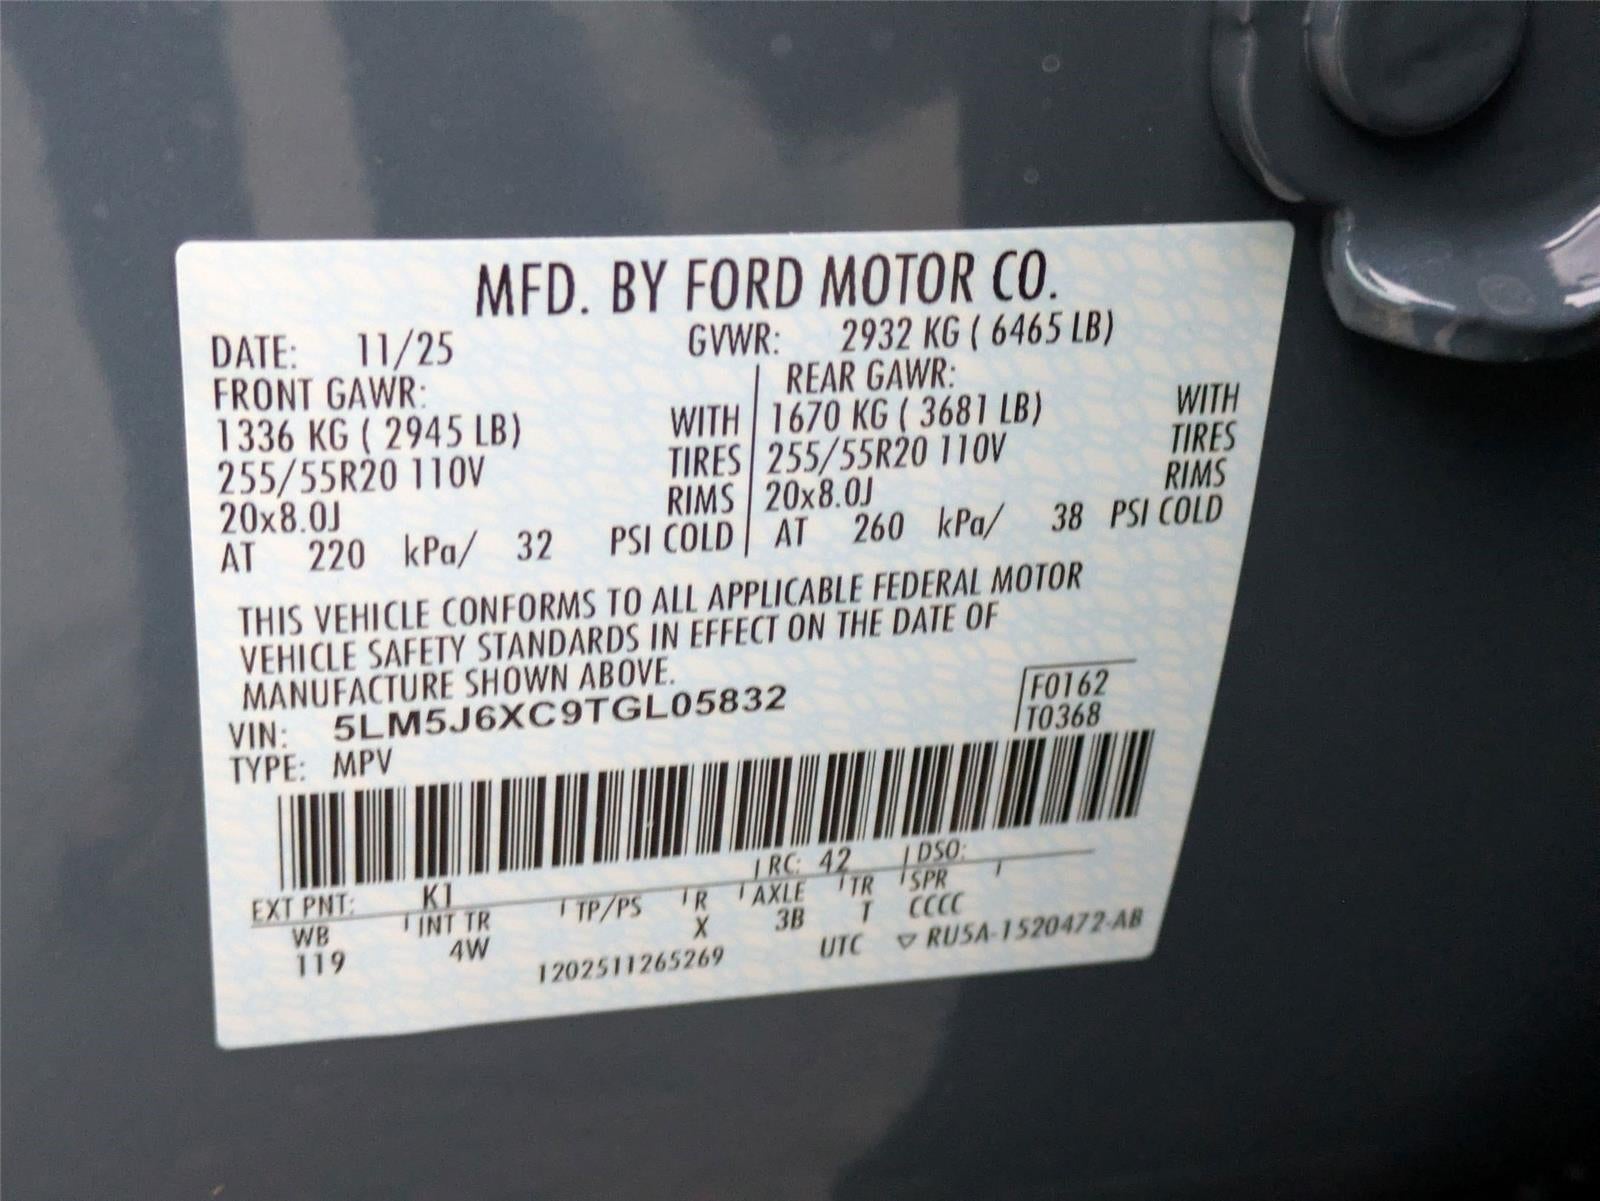 MFD. BY FORD MOTOR CO.
DATE: 11/25 GVWR: 2932 KG ( 6465 LB)
FRONT GAWR: REAR GAWR:
1336 KG ( 2945 LB) WITH 1670 KG ( 3681 LB) WITH
255/55R20 110V TIRES 255/55R20 110V TIRES
20x8.0J RIMS 20x8.0J RIMS
AT 220 kPa/ 32 PSI COLD AT 260 kPa/ 38 PSI COLD
THIS VEHICLE CONFORMS TO ALL APPLICABLE FEDERAL MOTOR
VEHICLE SAFETY STANDARDS IN EFFECT ON THE DATE OF
MANUFACTURE SHOWN ABOVE.
VIN: 5LM5J6XC9TGL05832
F0162
T0368
TYPE: MPV
EXT PNT: K1 RC: 42 DSO:
WB INT TR TP/PS R AXLE TR SPR
119 4W X 3B T CCCC
1202511265269 UTC ▽ RU5A-1520472-AB